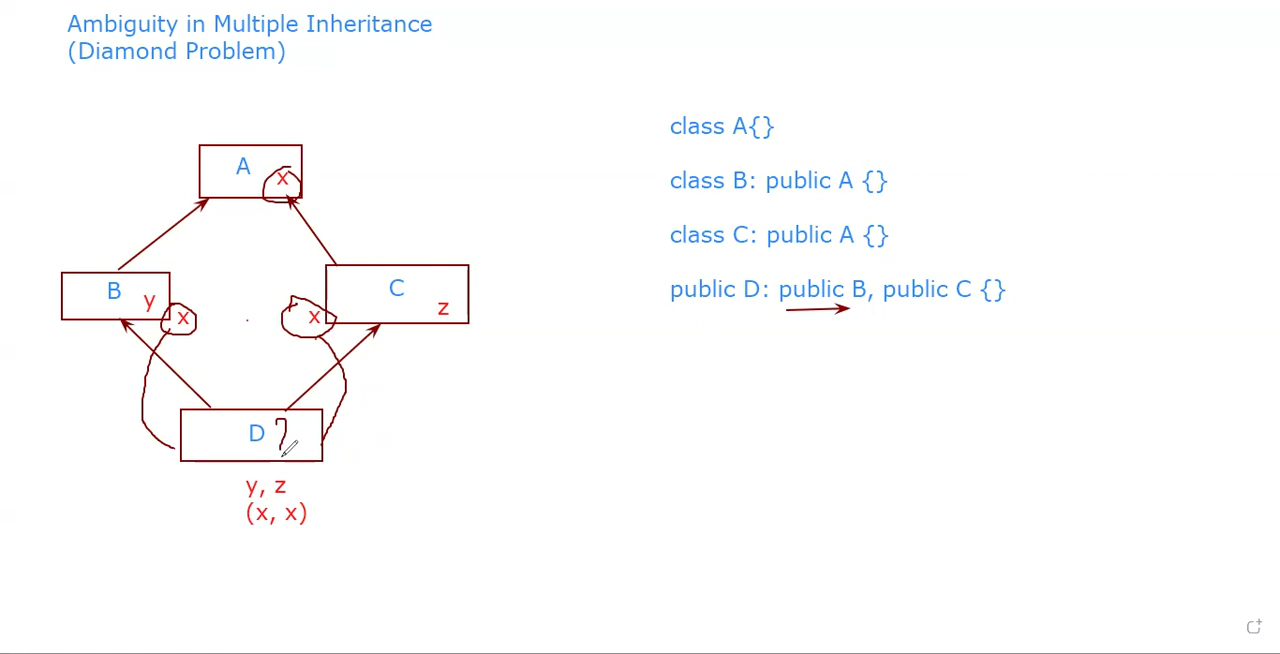 Ambiguity in Multiple Inheritance
(Diamond Problem)
A
x
B
y
x
C
z
x
D ?
y, z
(x, x)
class A{}
class B: public A {}
class C: public A {}
public D: public B, public C {}